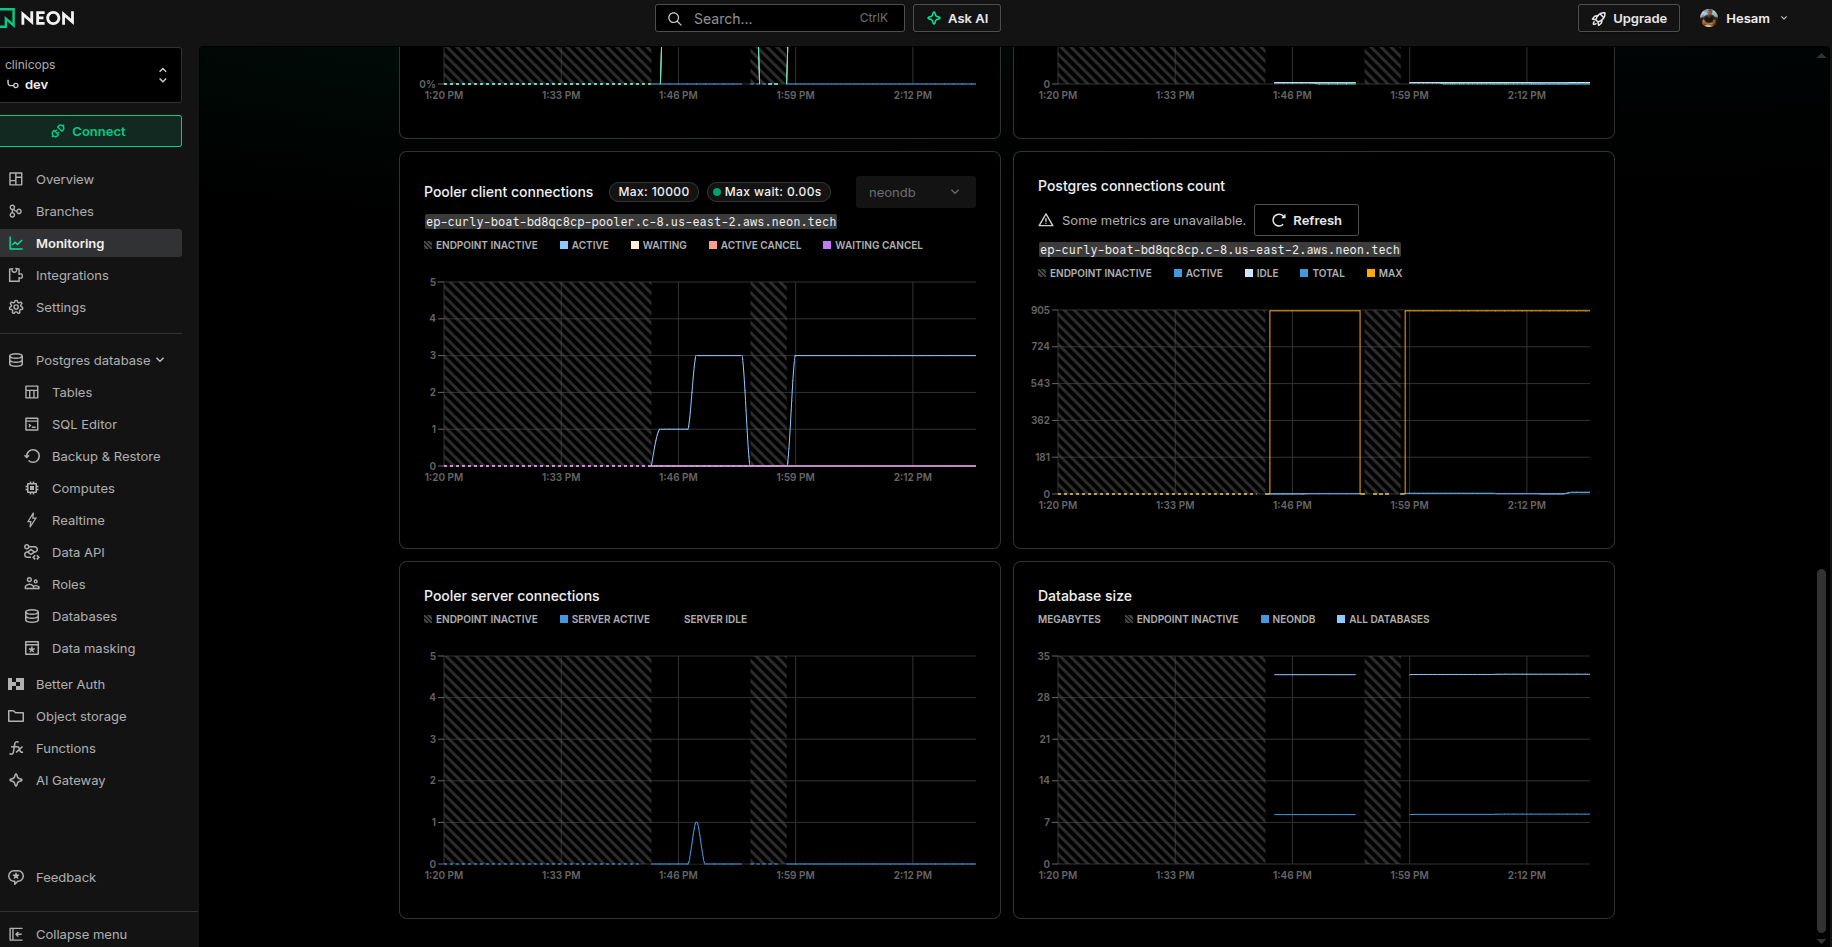 NEON
Search...
CtrlK
Ask AI
Upgrade
Hesam
clinicops
dev
Connect
Overview
Branches
Monitoring
Integrations
Settings
Postgres database
Tables
SQL Editor
Backup & Restore
Computes
Realtime
Data API
Roles
Databases
Data masking
Better Auth
Object storage
Functions
AI Gateway
Feedback
Collapse menu
0%
1:20 PM 1:33 PM 1:46 PM 1:59 PM 2:12 PM
0
1:20 PM 1:33 PM 1:46 PM 1:59 PM 2:12 PM
Pooler client connections
Max: 10000
Max wait: 0.00s
neondb
ep-curly-boat-bd8qc8cp-pooler.c-8.us-east-2.aws.neon.tech
ENDPOINT INACTIVE ACTIVE WAITING ACTIVE CANCEL WAITING CANCEL
5
4
3
2
1
0
1:20 PM 1:33 PM 1:46 PM 1:59 PM 2:12 PM
Postgres connections count
Some metrics are unavailable.
Refresh
ep-curly-boat-bd8qc8cp.c-8.us-east-2.aws.neon.tech
ENDPOINT INACTIVE ACTIVE IDLE TOTAL MAX
905
724
543
362
181
0
1:20 PM 1:33 PM 1:46 PM 1:59 PM 2:12 PM
Pooler server connections
ENDPOINT INACTIVE SERVER ACTIVE SERVER IDLE
5
4
3
2
1
0
1:20 PM 1:33 PM 1:46 PM 1:59 PM 2:12 PM
Database size
MEGABYTES ENDPOINT INACTIVE NEONDB ALL DATABASES
35
28
21
14
7
0
1:20 PM 1:33 PM 1:46 PM 1:59 PM 2:12 PM